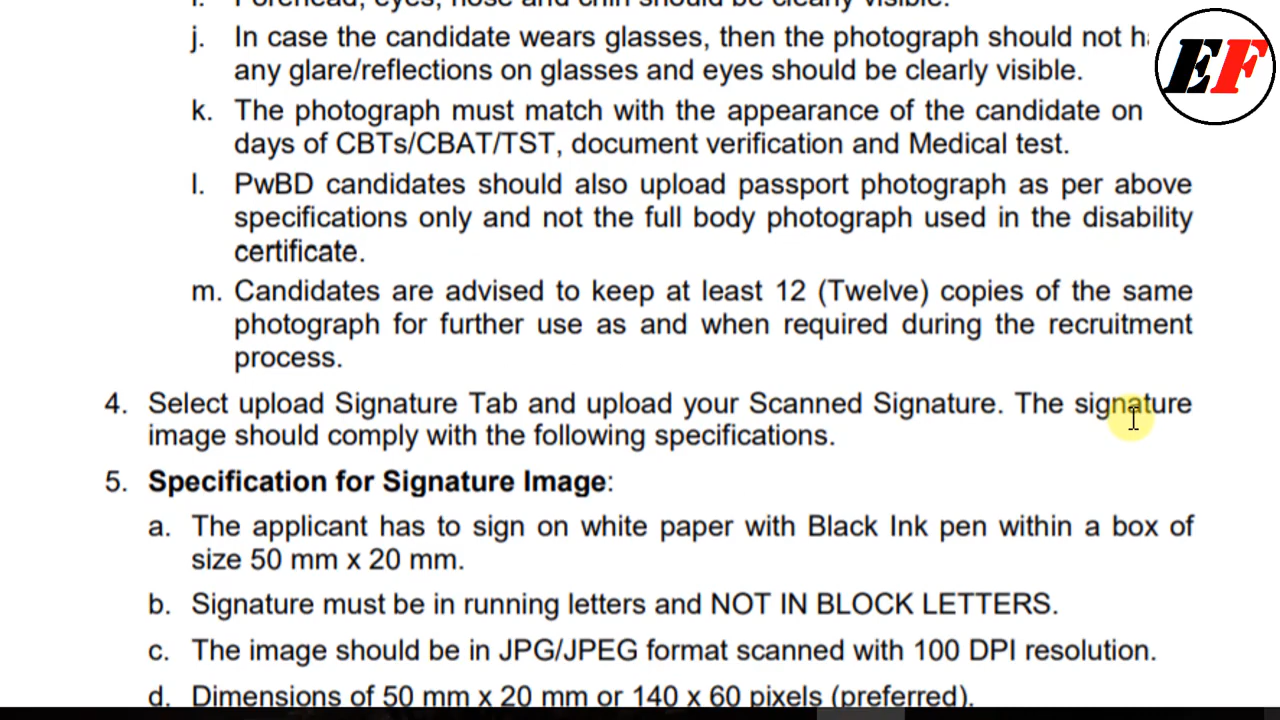 i. Forehead, eyes, nose and chin should be clearly visible.
j. In case the candidate wears glasses, then the photograph should not
any glare/reflections on glasses and eyes should be clearly visible.
k. The photograph must match with the appearance of the candidate on
days of CBTs/CBAT/TST, document verification and Medical test.
l. PwBD candidates should also upload passport photograph as per above
specifications only and not the full body photograph used in the disability
certificate.
m. Candidates are advised to keep at least 12 (Twelve) copies of the same
photograph for further use as and when required during the recruitment
process.
4. Select upload Signature Tab and upload your Scanned Signature. The signature
image should comply with the following specifications.
5. Specification for Signature Image:
a. The applicant has to sign on white paper with Black Ink pen within a box of
size 50 mm x 20 mm.
b. Signature must be in running letters and NOT IN BLOCK LETTERS.
c. The image should be in JPG/JPEG format scanned with 100 DPI resolution.
d. Dimensions of 50 mm x 20 mm or 140 x 60 pixels (preferred).
EF